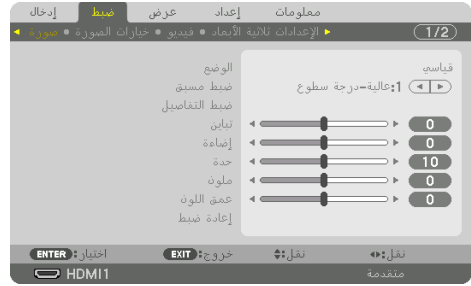 إدخال ضبط عرض إعداد معلومات
صورة • خيارات الصورة • فيديو • الإعدادات ثلاثية الأبعاد 1/2
الوضع قياسي
ضبط مسبق 1:عالية-درجة سطوع
ضبط التفاصيل
تباين 0
إضاءة 0
حدة 10
ملون 0
عمق اللون 0
إعادة ضبط
ENTER:اختيار EXIT:خروج نقل: نقل:
HDMI1 متقدمة